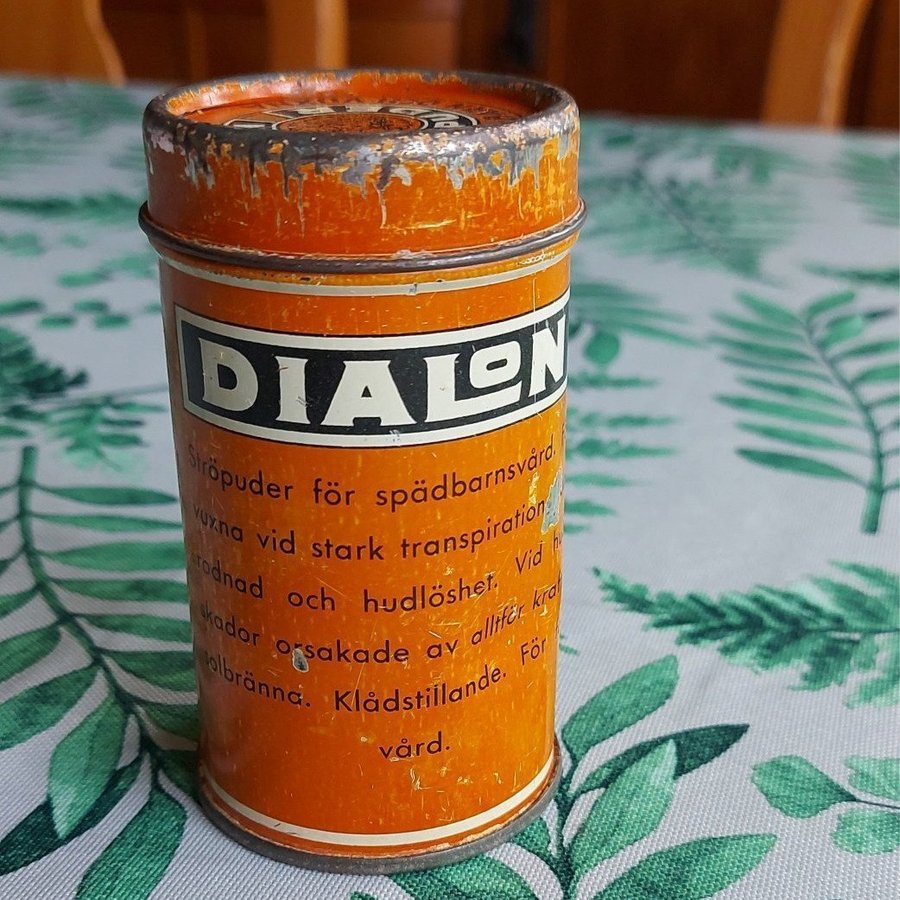 DIALON
Ströpuder för spädbarnsvård.
vuxna vid stark transpiration,
rodnad och hudlöshet. Vid
skador orsakade av alltför
solbränna. Klådstillande. För
vård.